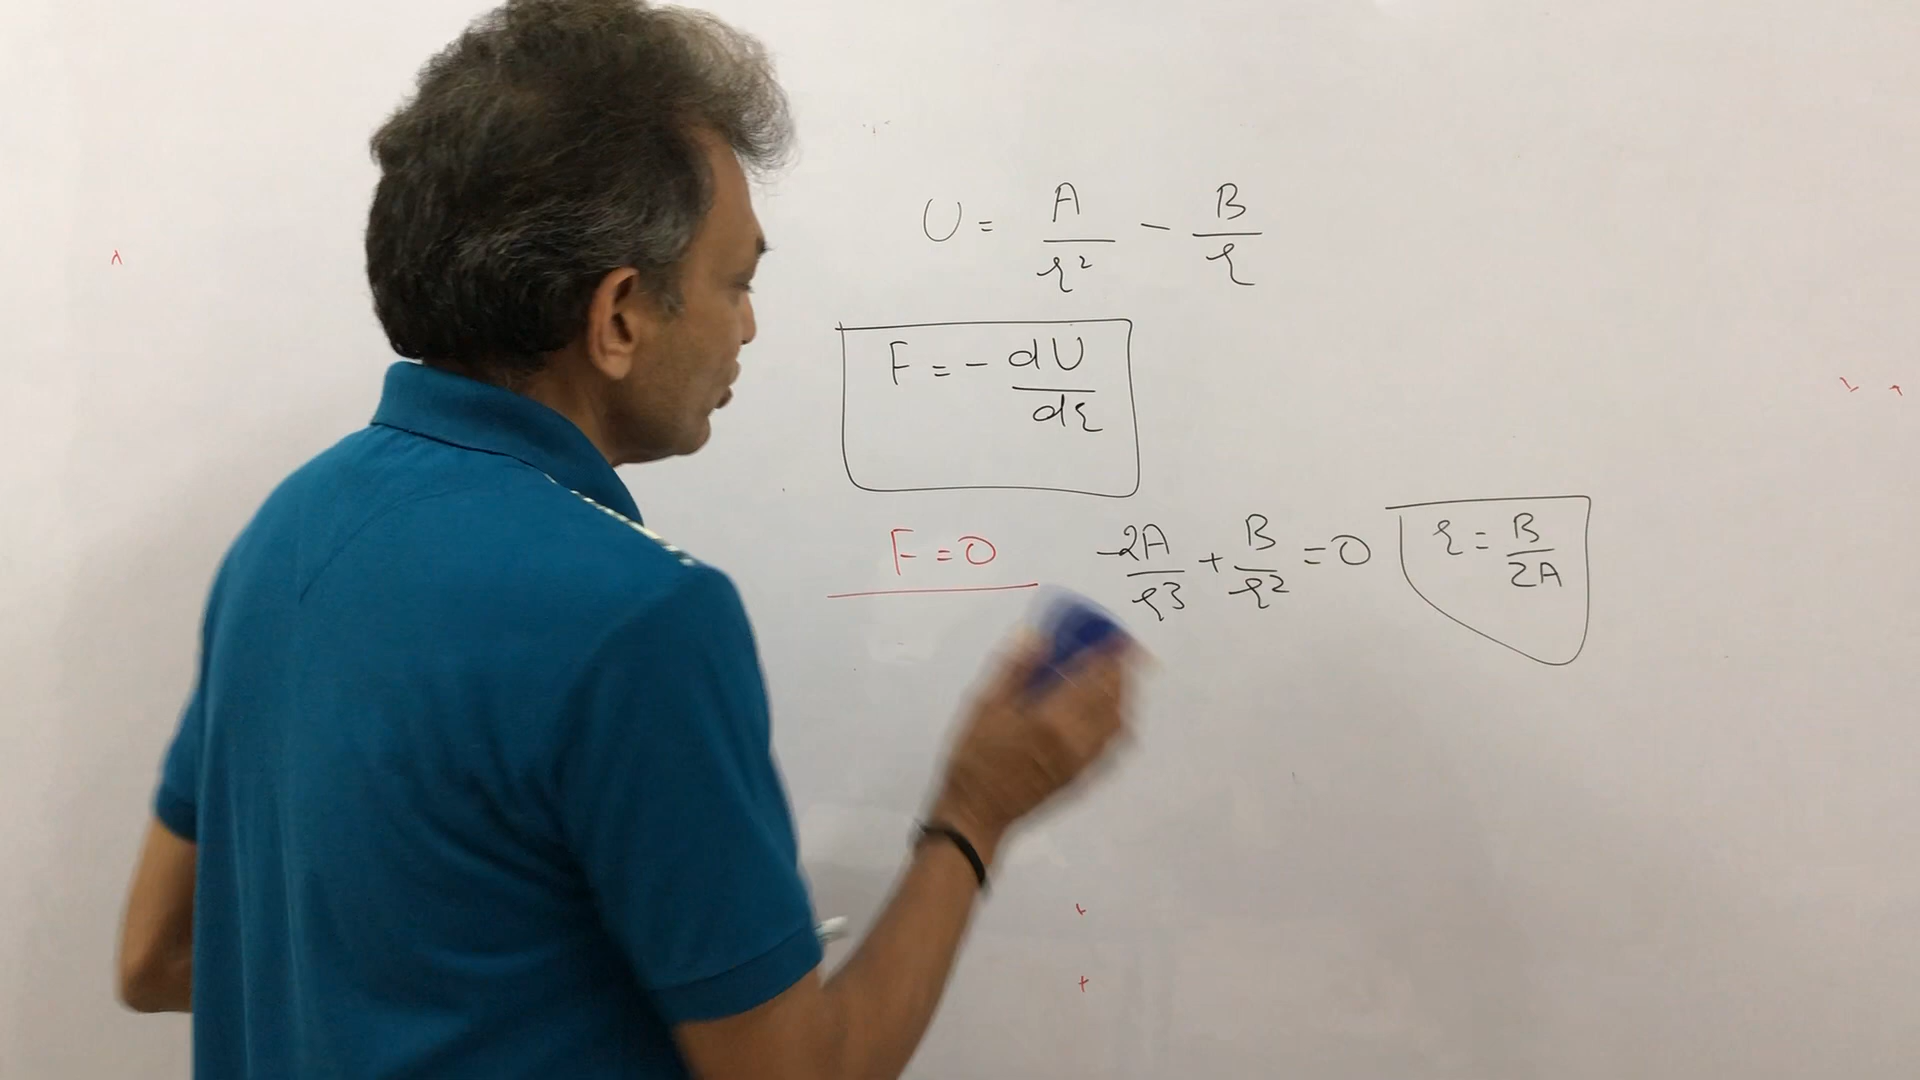 U = A/r² - B/r
F = - dU/dr
F = 0 -2A/r³ + B/r² = 0 r = B/2A